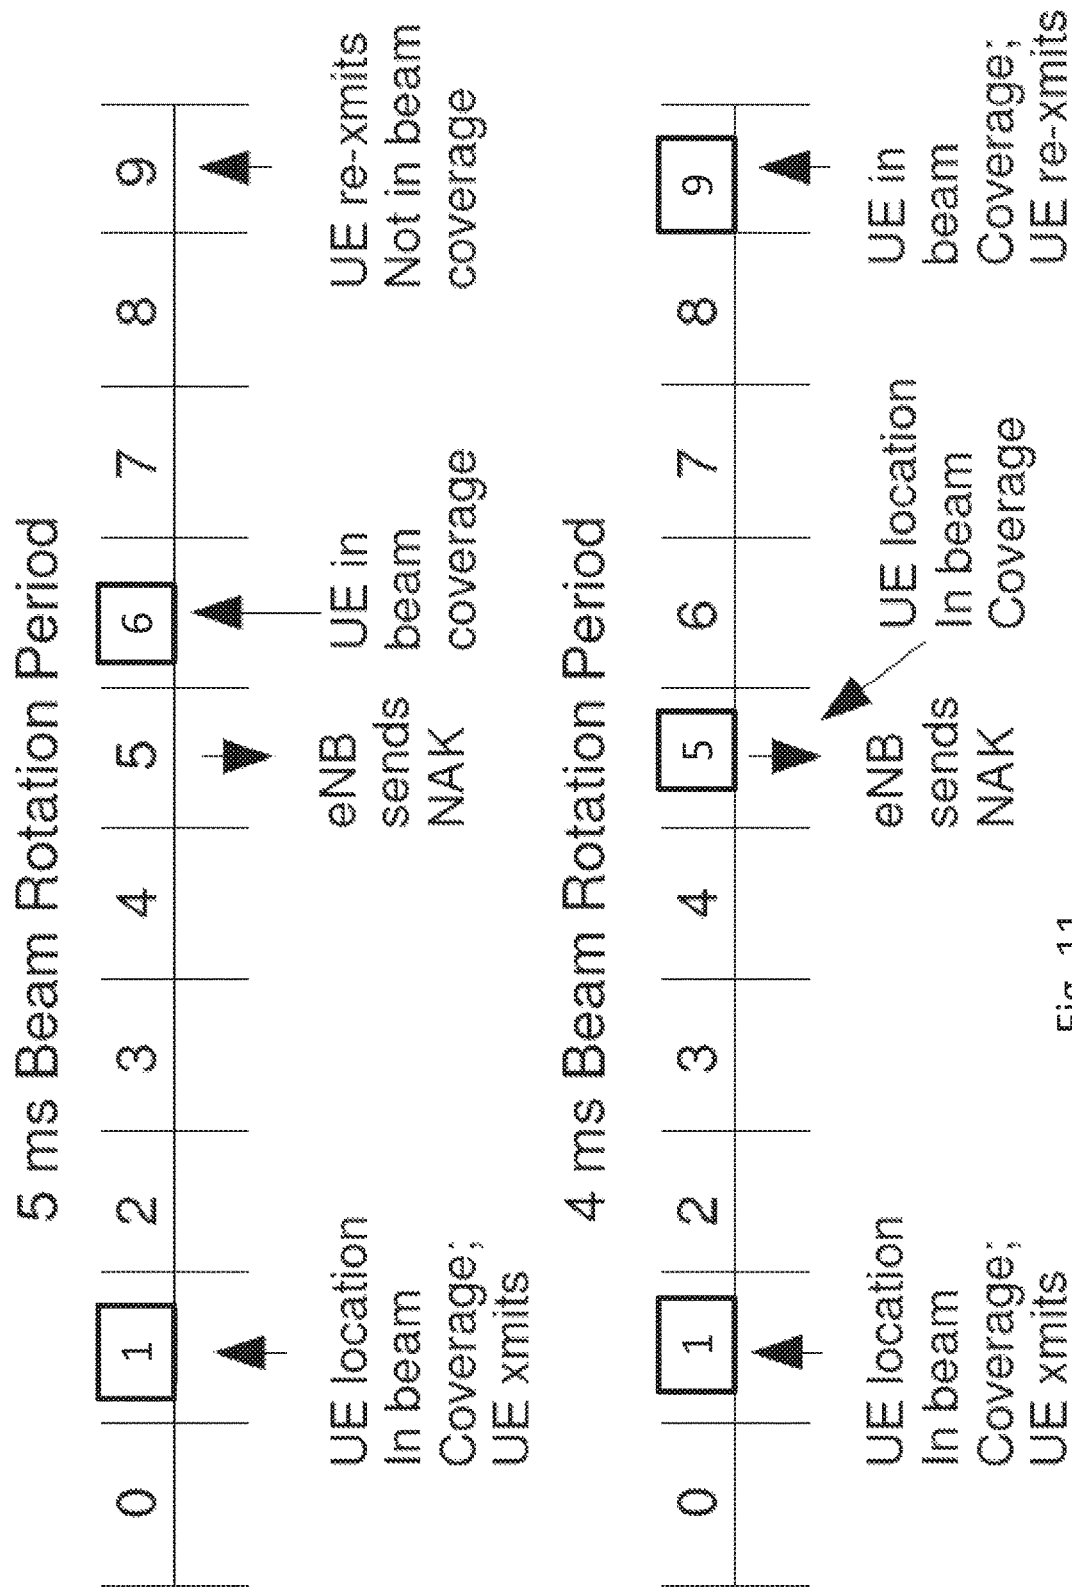 5 ms Beam Rotation Period
0 1 2 3 4 5 6 7 8 9
UE location
In beam
Coverage;
UE xmits
eNB
sends
NAK
UE in
beam
coverage
UE re-xmits
Not in beam
coverage
4 ms Beam Rotation Period
0 1 2 3 4 5 6 7 8 9
UE location
In beam
Coverage;
UE xmits
eNB
sends
NAK
UE location
In beam
Coverage
UE in
beam
Coverage;
UE re-xmits
Fig. 11